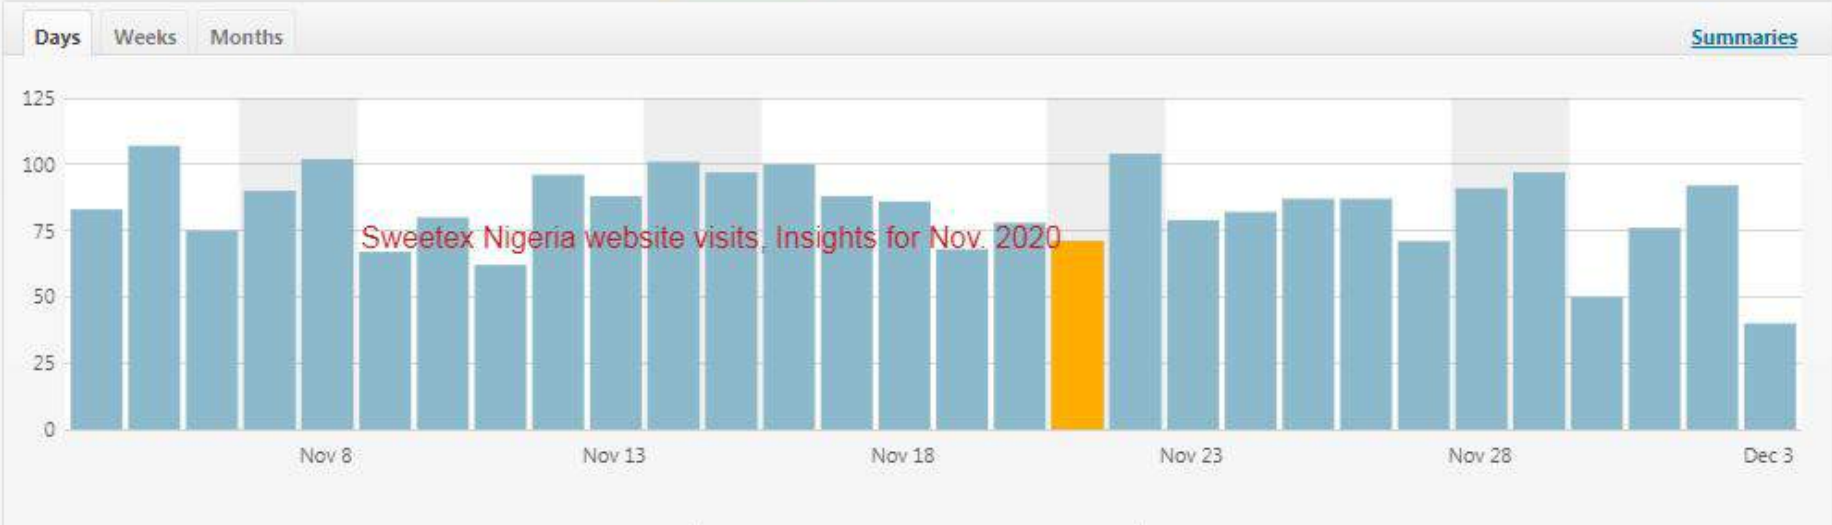 Days Weeks Months Summaries
125
100
75
Sweetex Nigeria website visits, Insights for Nov. 2020
50
25
0
Nov 8 Nov 13 Nov 18 Nov 23 Nov 28 Dec 3